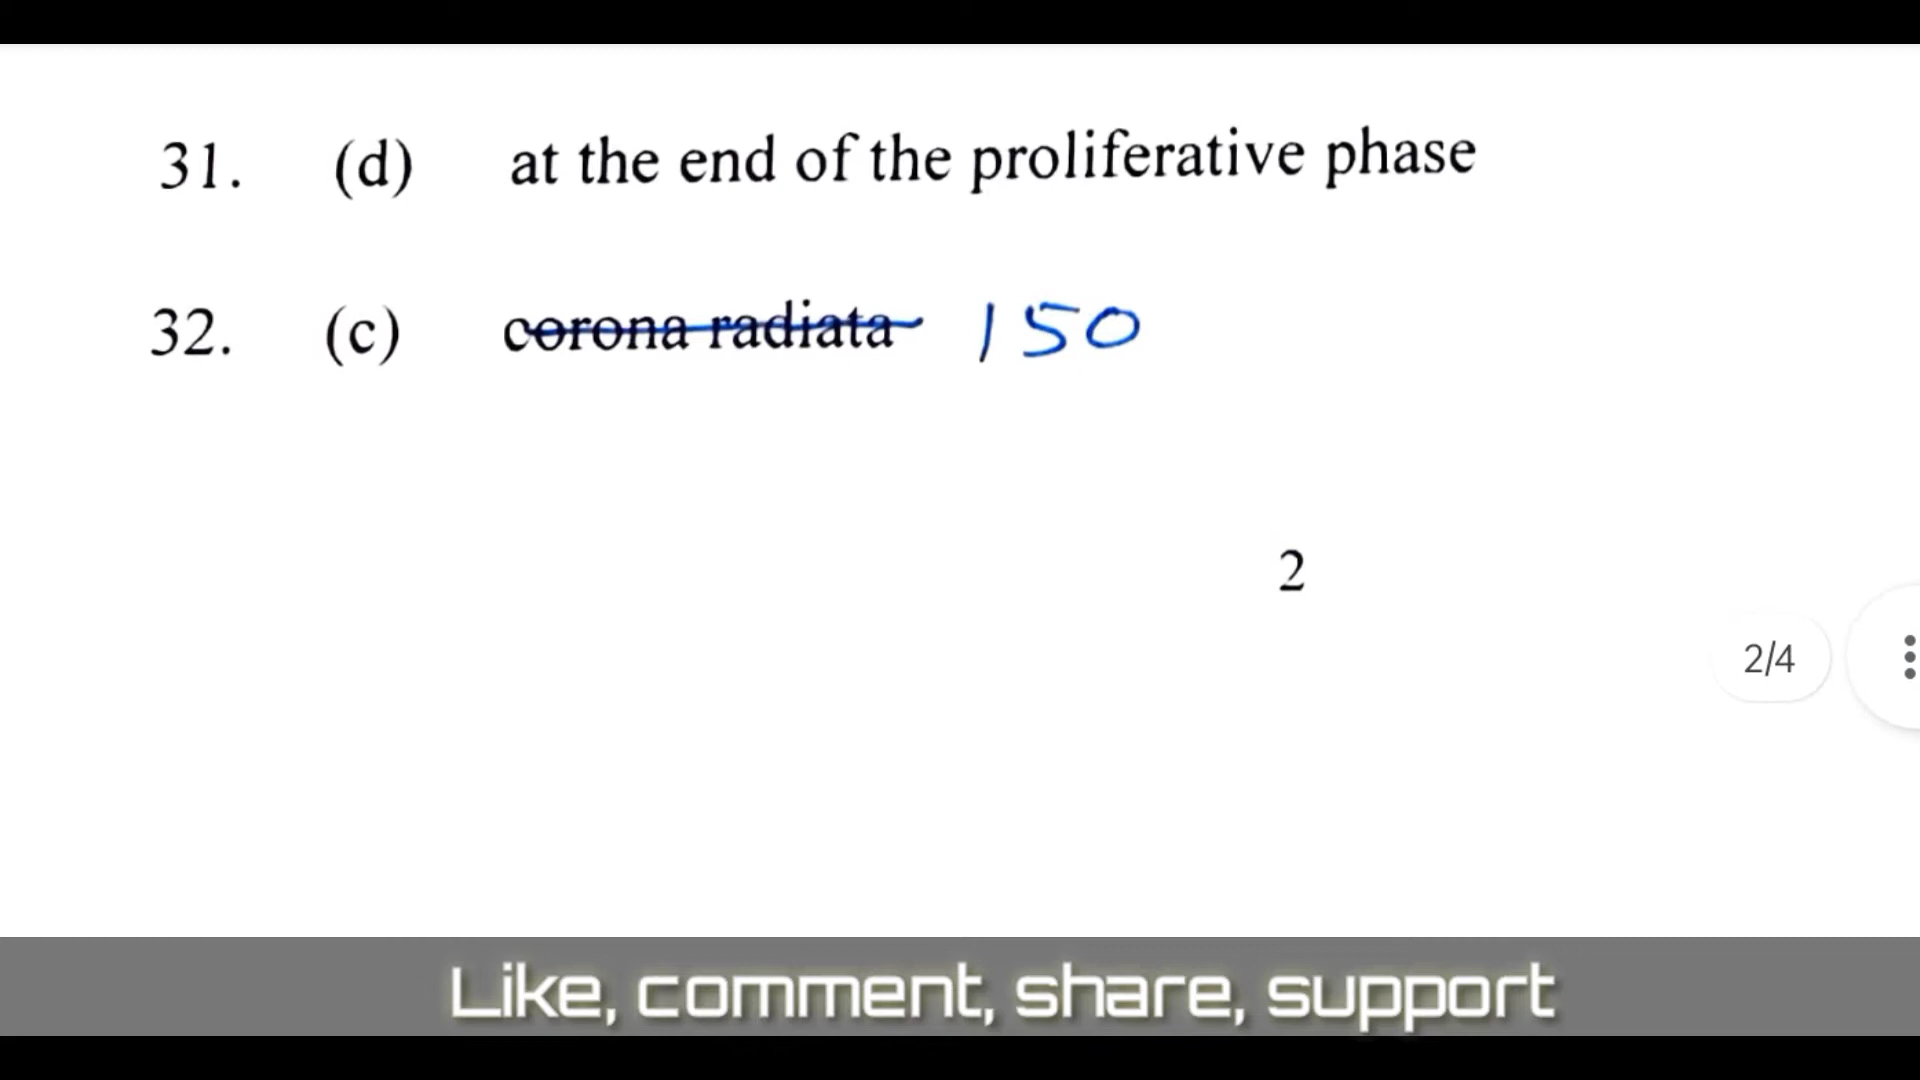 31. (d) at the end of the proliferative phase
32. (c) corona radiata 150
2
2/4
Like, comment, share, support